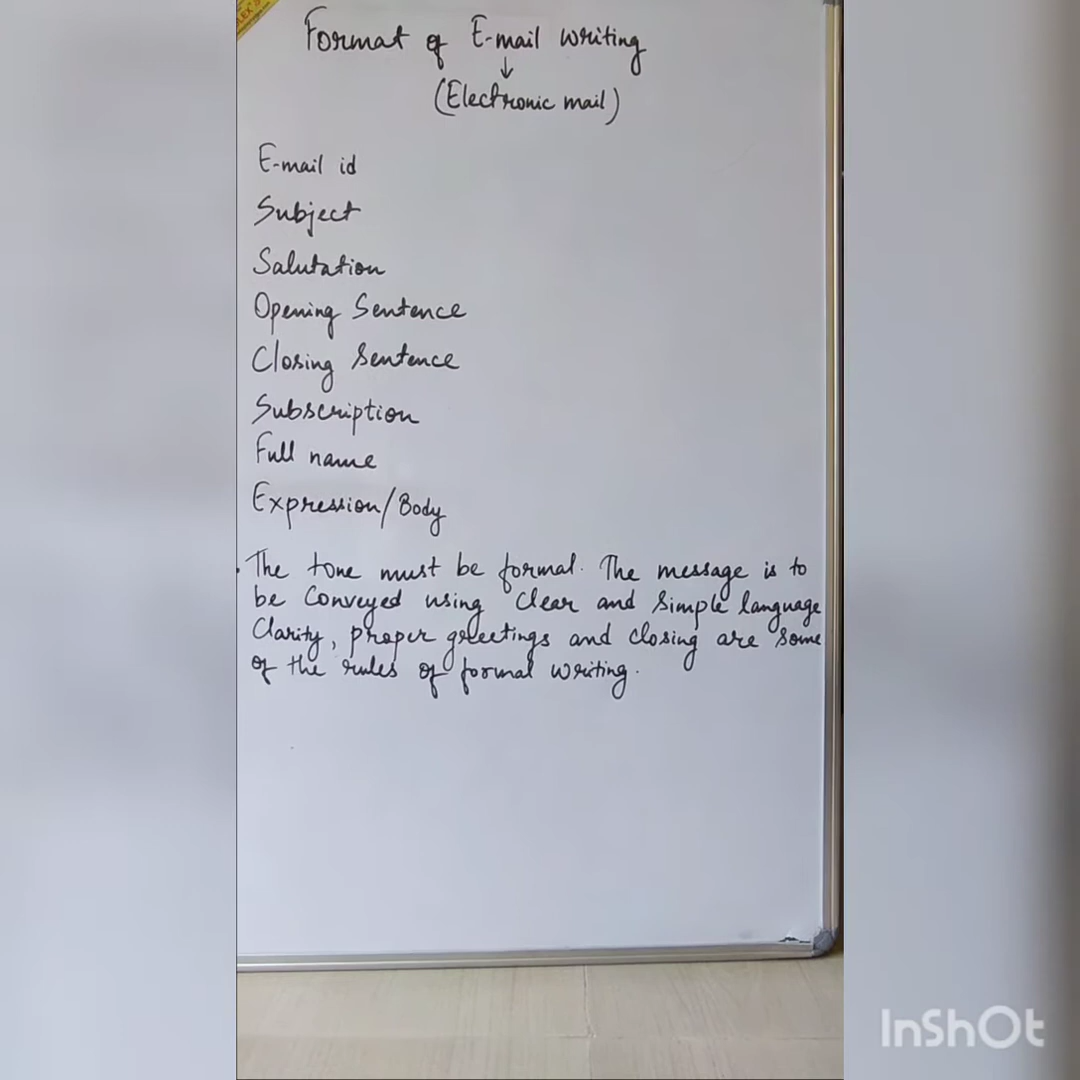 Format of E-mail writing
↓
(Electronic mail)
E-mail id
Subject
Salutation
Opening Sentence
Closing Sentence
Subscription
Full name
Expression/Body
• The tone must be formal. The message is to
be conveyed using clear and simple language
Clarity, proper greetings and closing are some
of the rules of formal writing.
InShOt